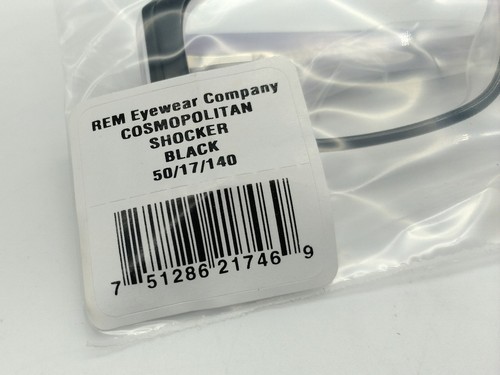 REM Eyewear Company
COSMOPOLITAN
SHOCKER
BLACK
50/17/140
7 51286 21746 9